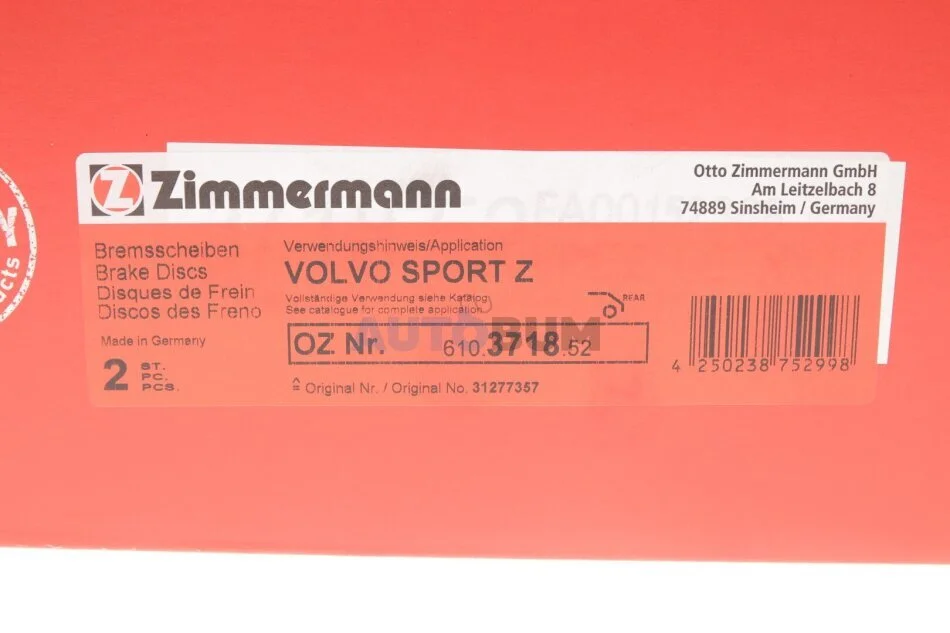 Zimmermann
Otto Zimmermann GmbH
Am Leitzelbach 8
74889 Sinsheim / Germany
Bremsscheiben
Brake Discs
Disques de Frein
Discos des Freno
Made in Germany
2 ST.
PC.
PCS.
Verwendungshinweis/Application
VOLVO SPORT Z
Vollständige Verwendung siehe Katalog
See catalogue for complete application
REAR
AUTOBUM
OZ Nr. 610.3718.52
≙ Original Nr. / Original No. 31277357
4 250238 752998